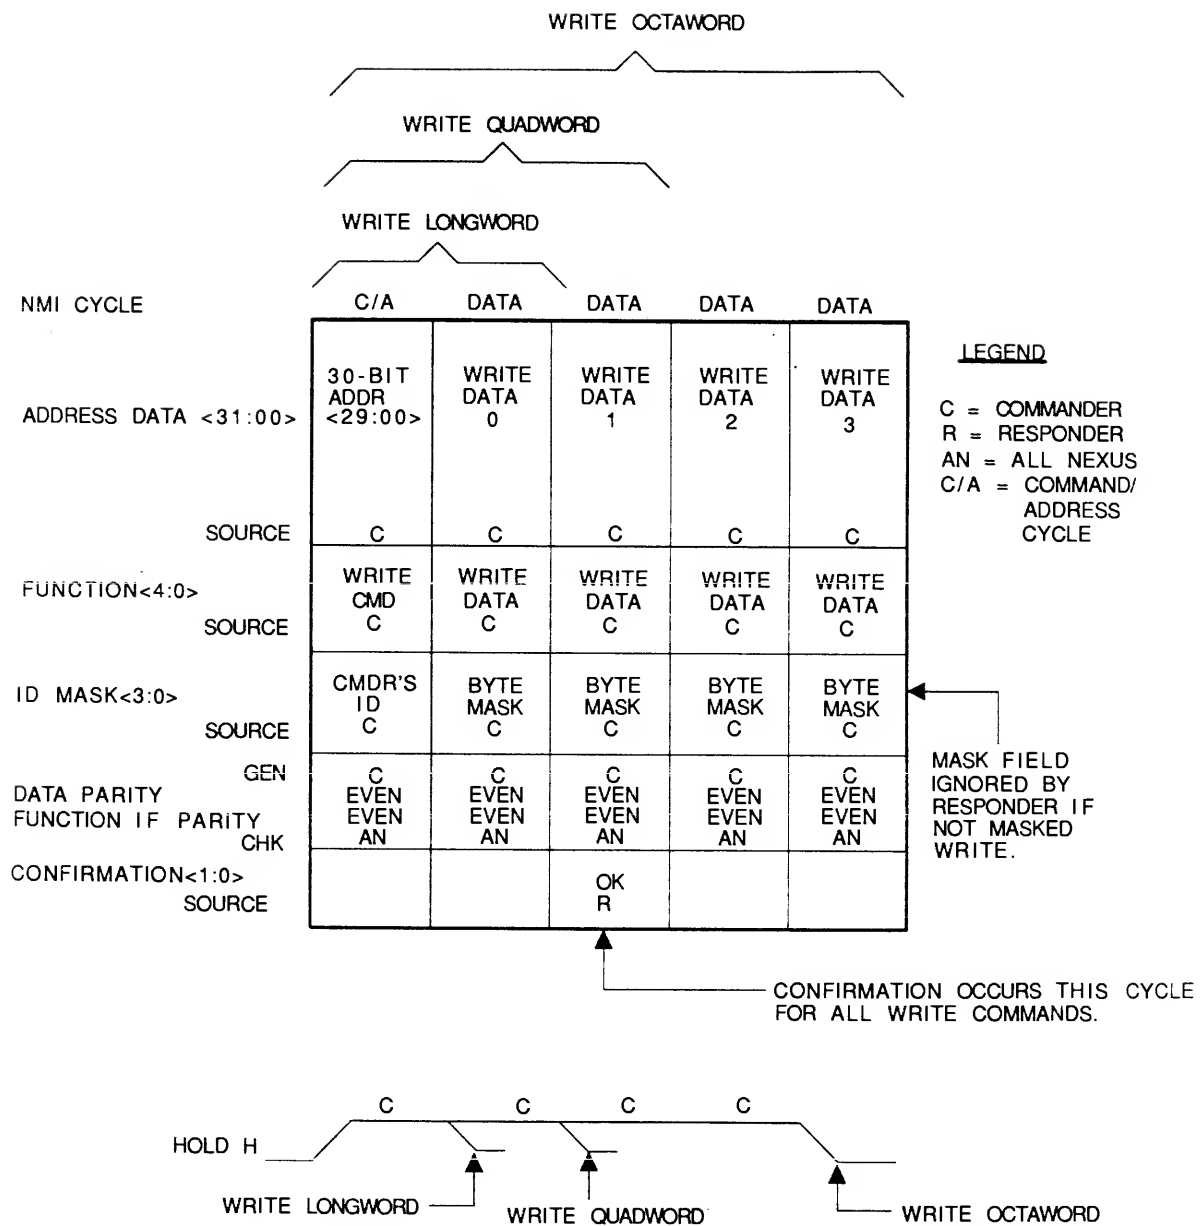 WRITE OCTAWORD
WRITE QUADWORD
WRITE LONGWORD
NMI CYCLE C/A DATA DATA DATA DATA
LEGEND
30-BIT WRITE WRITE WRITE WRITE
ADDR DATA DATA DATA DATA
ADDRESS DATA <31:00> <29:00> 0 1 2 3
C = COMMANDER
R = RESPONDER
AN = ALL NEXUS
C/A = COMMAND/
ADDRESS
CYCLE
SOURCE C C C C C
WRITE WRITE WRITE WRITE WRITE
FUNCTION<4:0> CMD DATA DATA DATA DATA
SOURCE C C C C C
CMDR'S BYTE BYTE BYTE BYTE
ID MASK<3:0> ID MASK MASK MASK MASK
SOURCE C C C C C
MASK FIELD
IGNORED BY
RESPONDER IF
NOT MASKED
WRITE.
GEN C C C C C
DATA PARITY EVEN EVEN EVEN EVEN EVEN
FUNCTION IF PARITY EVEN EVEN EVEN EVEN EVEN
CHK AN AN AN AN AN
CONFIRMATION<1:0> OK
SOURCE R
CONFIRMATION OCCURS THIS CYCLE
FOR ALL WRITE COMMANDS.
C C C C
HOLD H
WRITE LONGWORD WRITE QUADWORD WRITE OCTAWORD